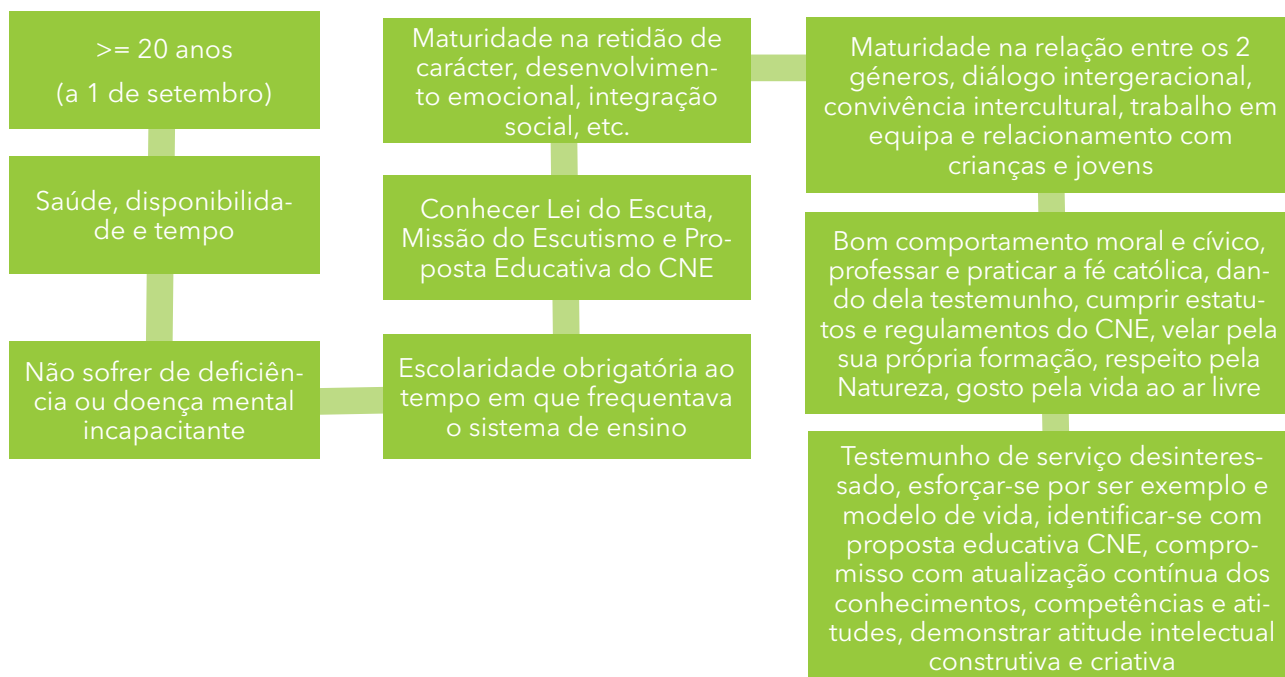 >= 20 anos
(a 1 de setembro)
Saúde, disponibilida-
de e tempo
Não sofrer de deficiên-
cia ou doença mental
incapacitante
Escolaridade obrigatória ao
tempo em que frequentava
o sistema de ensino
Conhecer Lei do Escuta,
Missão do Escutismo e Pro-
posta Educativa do CNE
Maturidade na retidão de
carácter, desenvolvimen-
to emocional, integração
social, etc.
Maturidade na relação entre os 2
géneros, diálogo intergeracional,
convivência intercultural, trabalho em
equipa e relacionamento com
crianças e jovens
Bom comportamento moral e cívico,
professar e praticar a fé católica, dan-
do dela testemunho, cumprir estatu-
tos e regulamentos do CNE, velar pela
sua própria formação, respeito pela
Natureza, gosto pela vida ao ar livre
Testemunho de serviço desinteres-
sado, esforçar-se por ser exemplo e
modelo de vida, identificar-se com
proposta educativa CNE, compro-
misso com atualização contínua dos
conhecimentos, competências e ati-
tudes, demonstrar atitude intelectual
construtiva e criativa